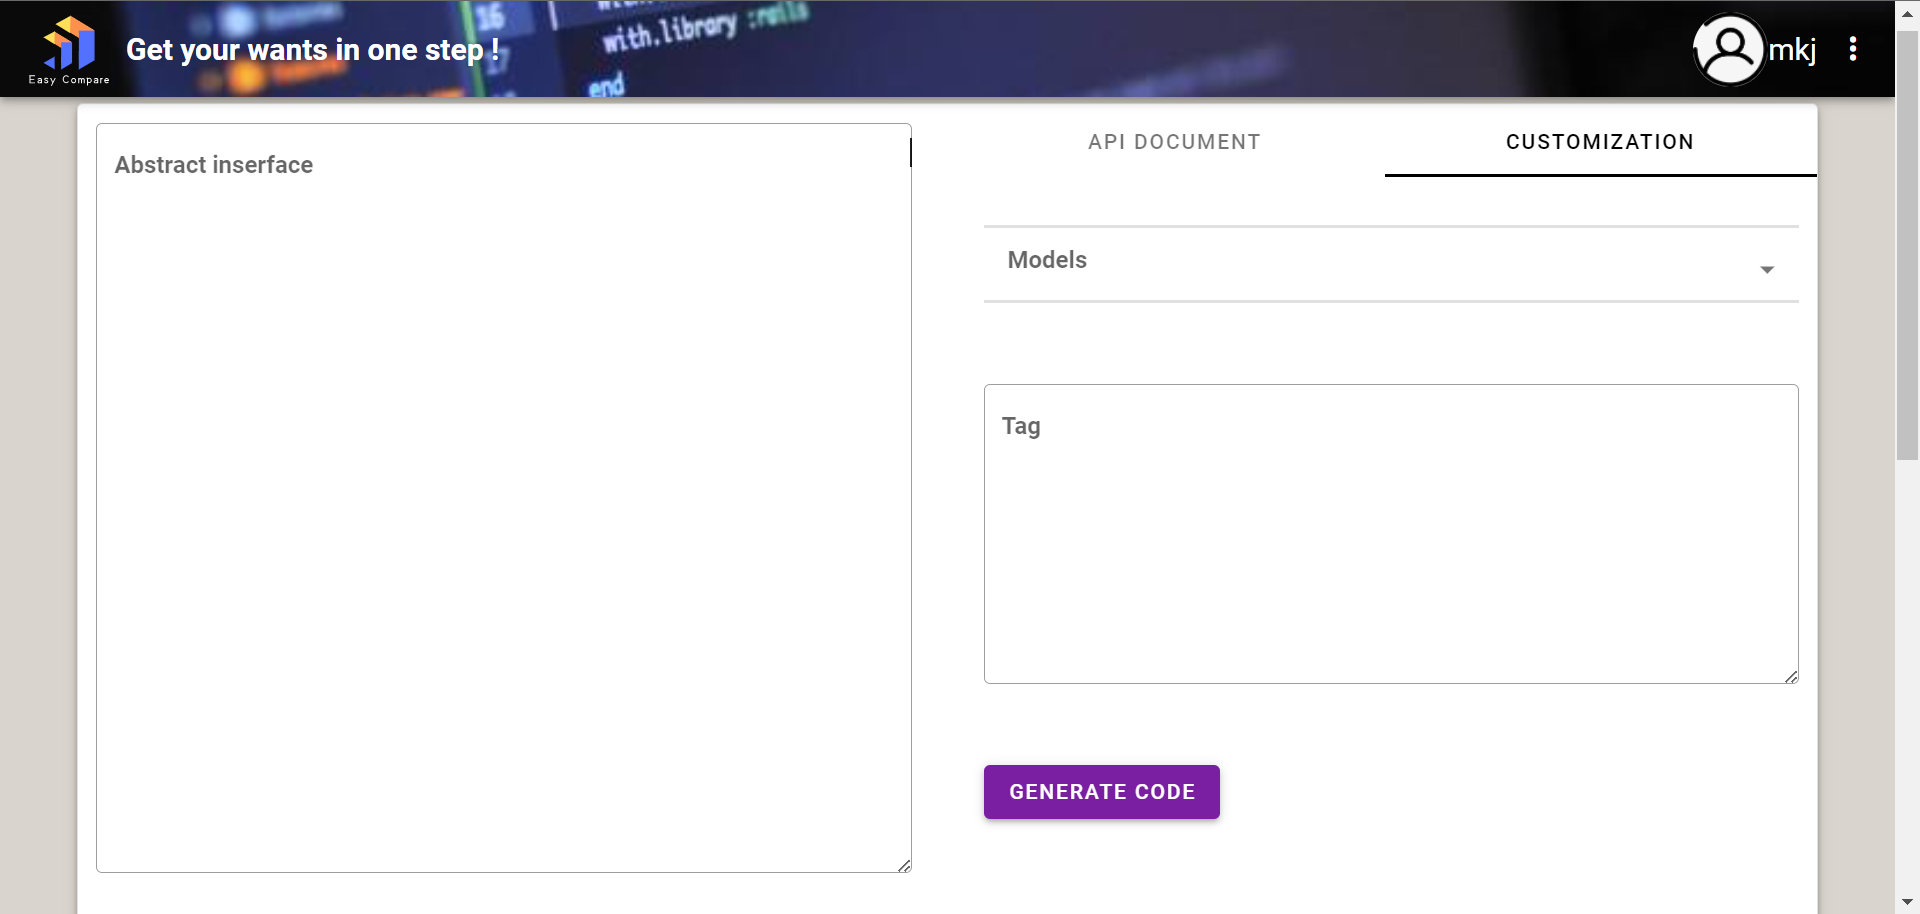 16
17
with.library :rails
end
Easy Compare
Get your wants in one step !
mkj
Abstract inserface
API DOCUMENT
CUSTOMIZATION
Models
Tag
GENERATE CODE